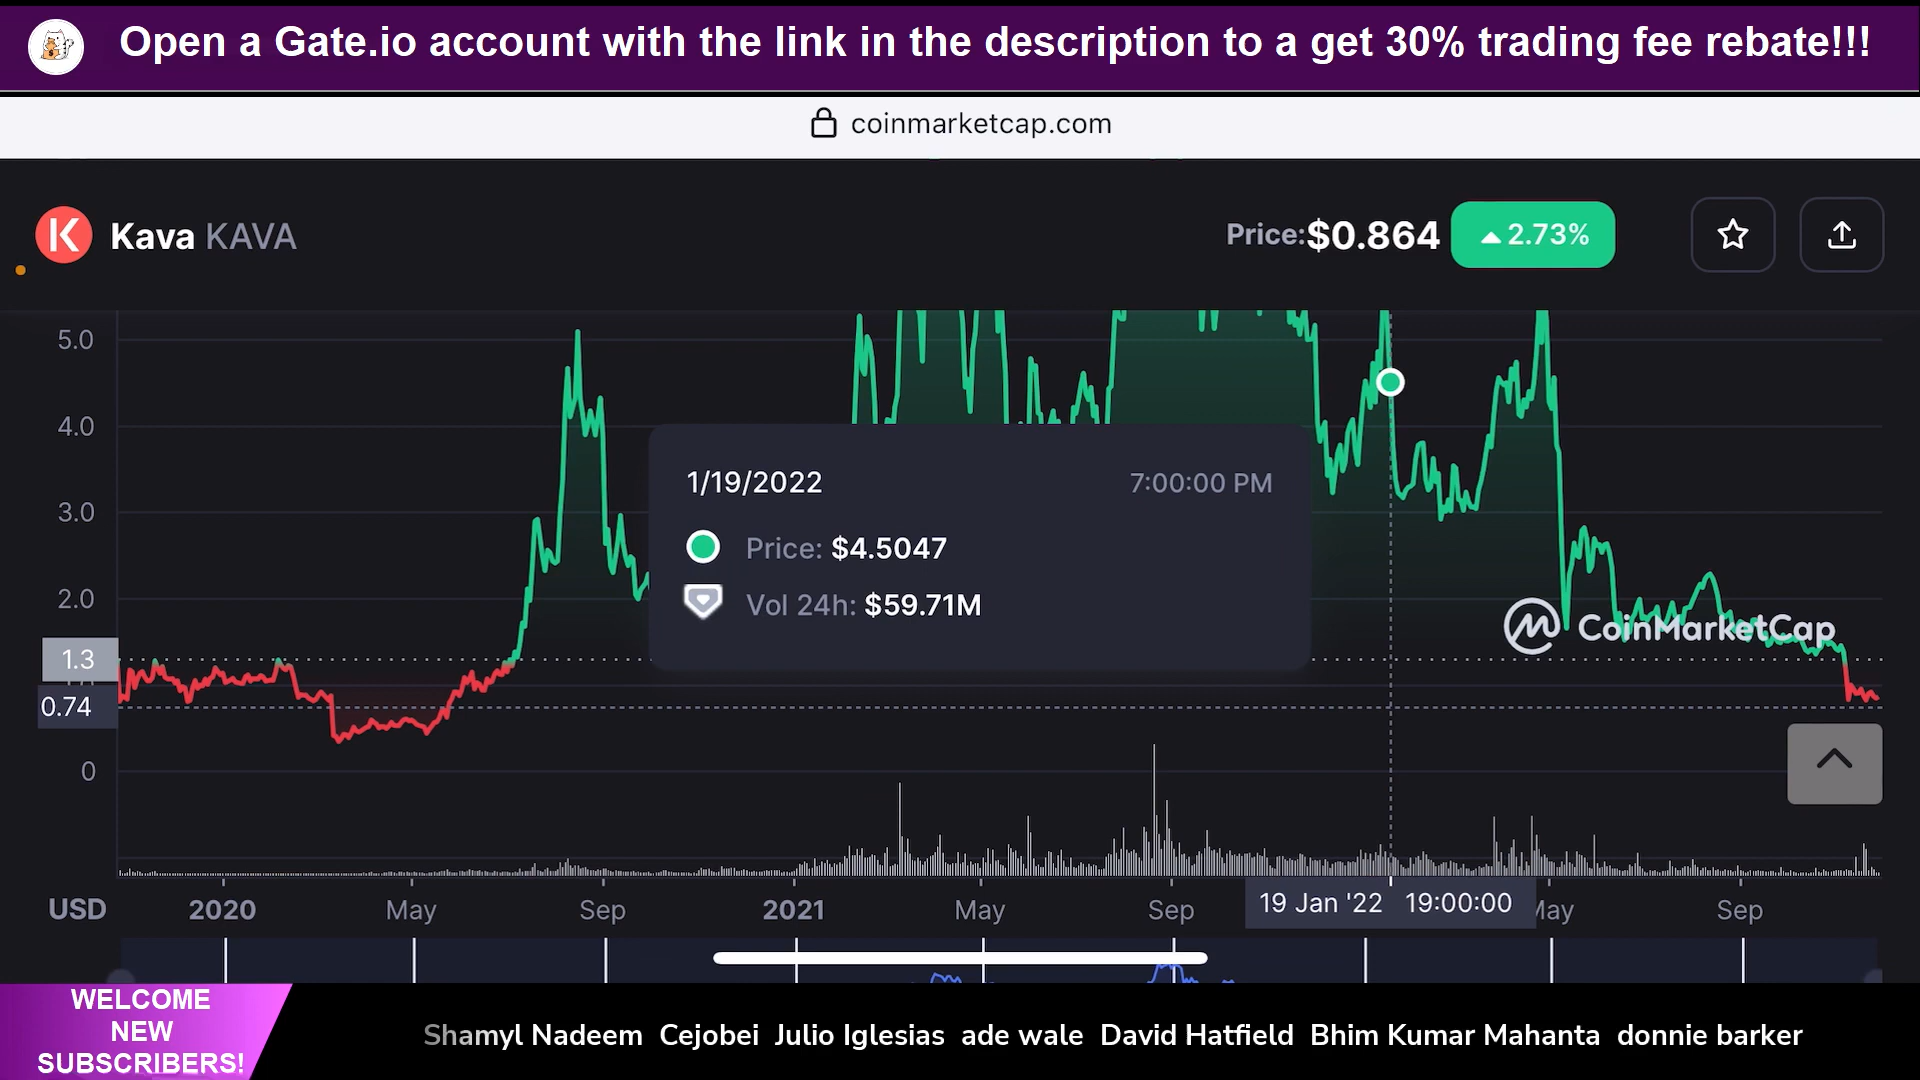 Open a Gate.io account with the link in the description to a get 30% trading fee rebate!!!
coinmarketcap.com
Kava KAVA
Price:$0.864 2.73%
5.0
4.0
3.0
2.0
1.3
0.74
0
1/19/2022 7:00:00 PM
Price: $4.5047
Vol 24h: $59.71M
CoinMarketCap
USD 2020 May Sep 2021 May Sep 19 Jan '22 19:00:00 May Sep
WELCOME
NEW
SUBSCRIBERS!
Shamyl Nadeem Cejobei Julio Iglesias ade wale David Hatfield Bhim Kumar Mahanta donnie barker